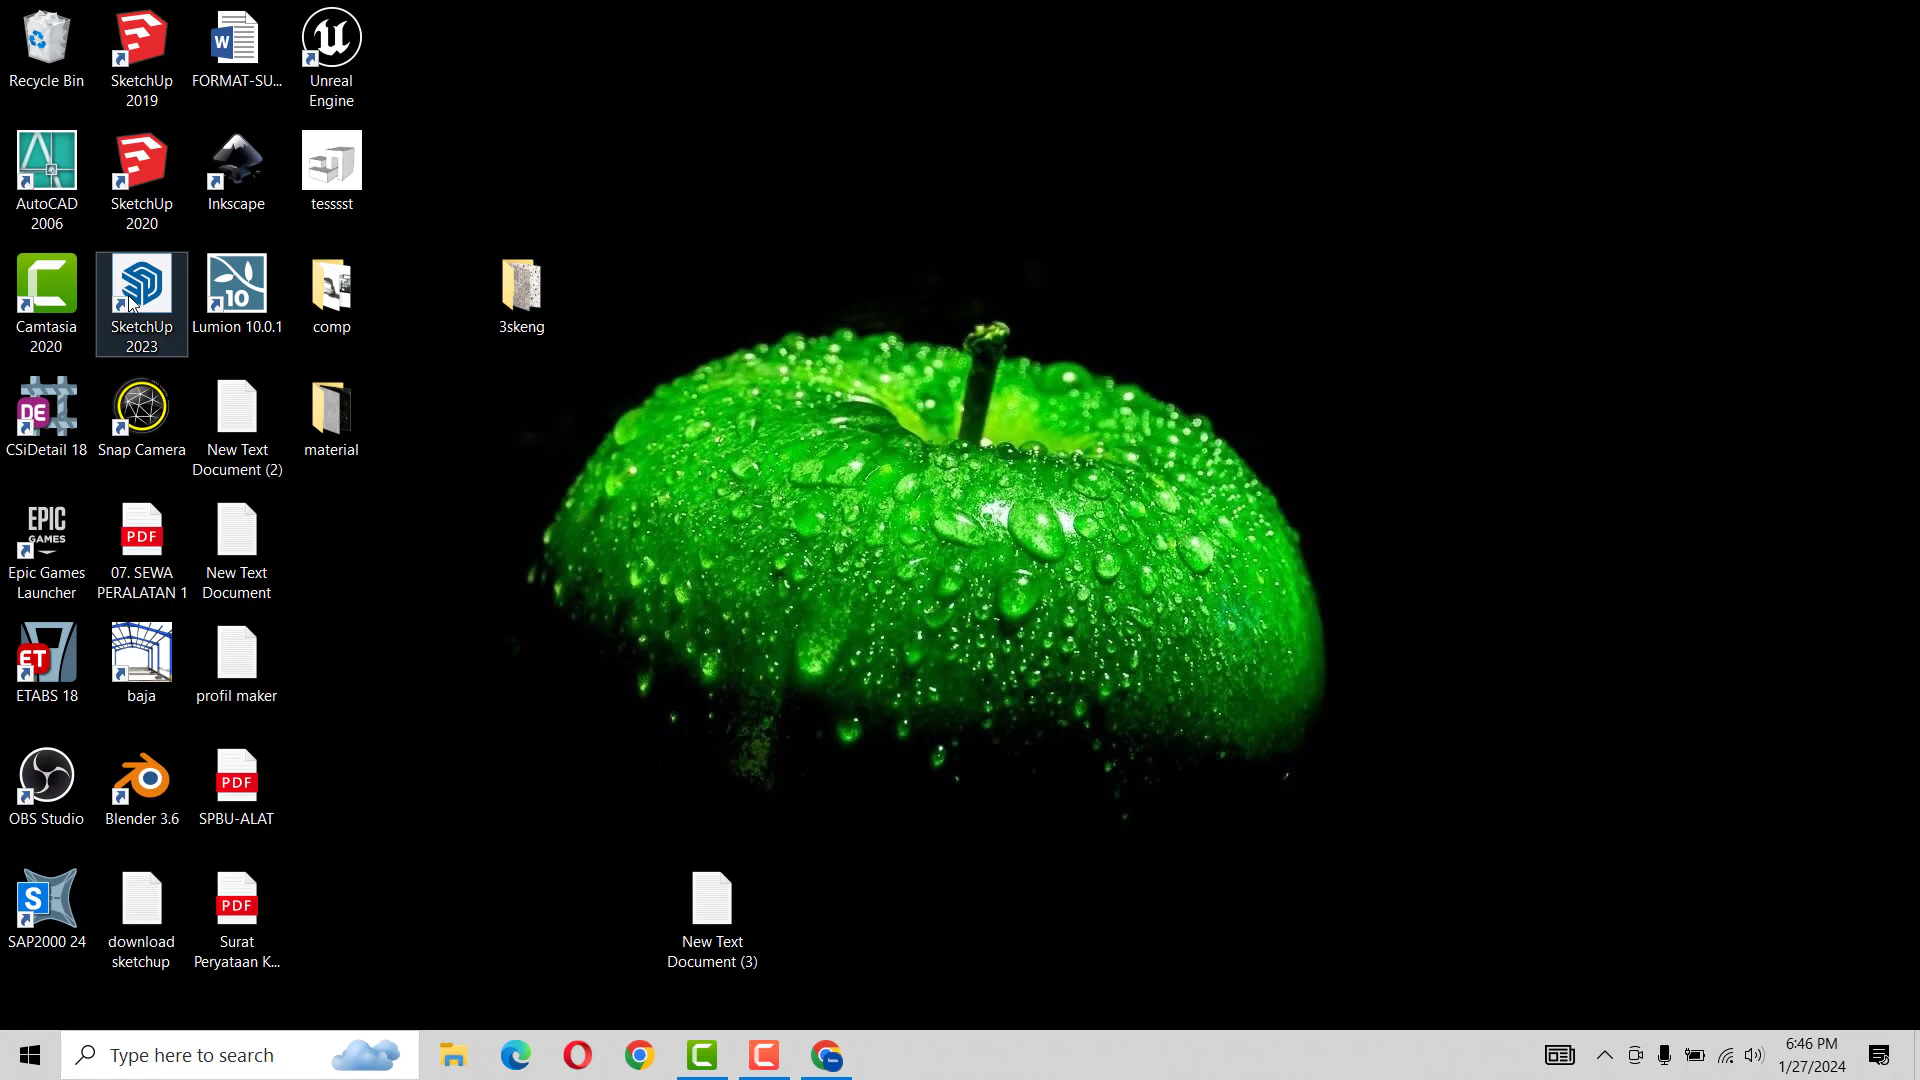 Recycle Bin
SketchUp
2019
FORMAT-SU...
Unreal
Engine
AutoCAD
2006
SketchUp
2020
Inkscape
tesssst
Camtasia
2020
SketchUp
2023
10
Lumion 10.0.1
comp
3skeng
DE
CSiDetail 18
Snap Camera
New Text
Document (2)
material
EPIC
GAMES
Epic Games
Launcher
PDF
07. SEWA
PERALATAN 1
New Text
Document
ET
ETABS 18
baja
profil maker
OBS Studio
Blender 3.6
PDF
SPBU-ALAT
S
SAP2000 24
download
sketchup
PDF
Surat
Peryataan K...
New Text
Document (3)
Type here to search
6:46 PM
1/27/2024